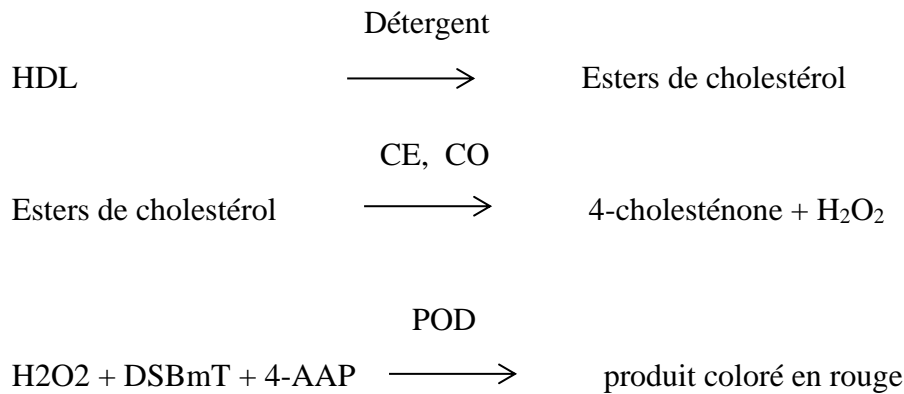 Détergent
HDL ⟶ Esters de cholestérol
CE, CO
Esters de cholestérol ⟶ 4-cholesténone + H₂O₂
POD
H2O2 + DSBmT + 4-AAP ⟶ produit coloré en rouge